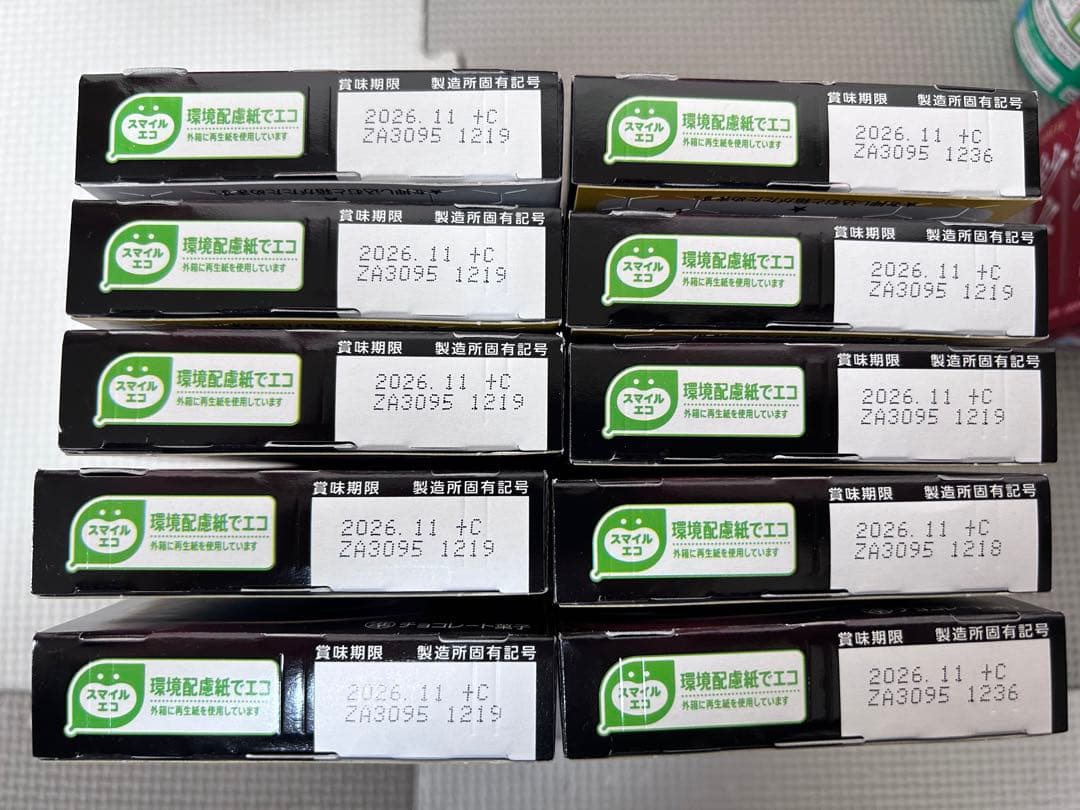 賞味期限 製造所固有記号
スマイル
エコ
環境配慮紙でエコ
外箱に再生紙を使用しています
2026.11 +C
ZA3095 1219
賞味期限 製造所固有記号
スマイル
エコ
環境配慮紙でエコ
外箱に再生紙を使用しています
2026.11 +C
ZA3095 1236
賞味期限 製造所固有記号
スマイル
エコ
環境配慮紙でエコ
外箱に再生紙を使用しています
2026.11 +C
ZA3095 1219
賞味期限 製造所固有記号
スマイル
エコ
環境配慮紙でエコ
外箱に再生紙を使用しています
2026.11 +C
ZA3095 1219
賞味期限 製造所固有記号
スマイル
エコ
環境配慮紙でエコ
外箱に再生紙を使用しています
2026.11 +C
ZA3095 1219
賞味期限 製造所固有記号
スマイル
エコ
環境配慮紙でエコ
外箱に再生紙を使用しています
2026.11 +C
ZA3095 1219
賞味期限 製造所固有記号
スマイル
エコ
環境配慮紙でエコ
外箱に再生紙を使用しています
2026.11 +C
ZA3095 1219
賞味期限 製造所固有記号
スマイル
エコ
環境配慮紙でエコ
外箱に再生紙を使用しています
2026.11 +C
ZA3095 1218
チョコレート菓子
賞味期限 製造所固有記号
スマイル
エコ
環境配慮紙でエコ
外箱に再生紙を使用しています
2026.11 +C
ZA3095 1219
賞味期限 製造所固有記号
スマイル
エコ
環境配慮紙でエコ
外箱に再生紙を使用しています
2026.11 +C
ZA3095 1236